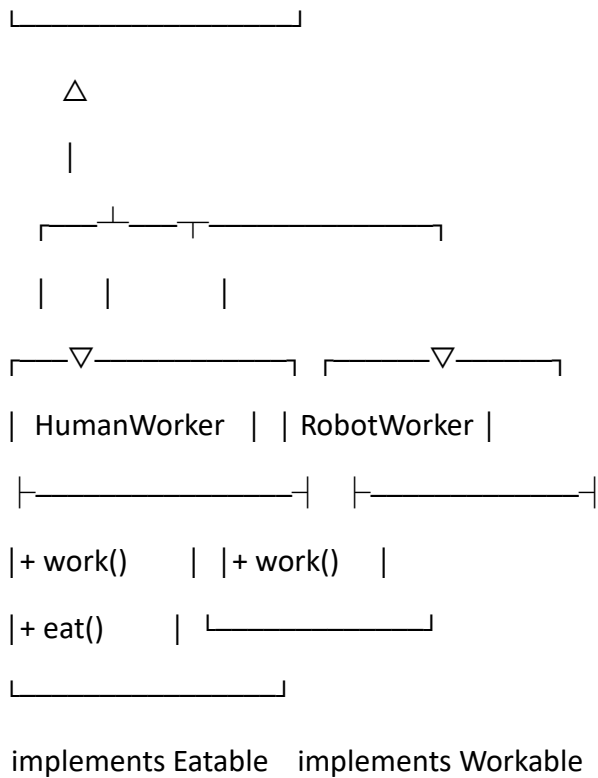 └─────────────────┘
△
│
┌───┴───┬──────────────┐
│ │ │
┌───▽────────────┐ ┌──────▽──────┐
│ HumanWorker │ │ RobotWorker │
├────────────────┤ ├─────────────┤
│+ work() │ │+ work() │
│+ eat() │ └─────────────┘
└────────────────┘
implements Eatable implements Workable